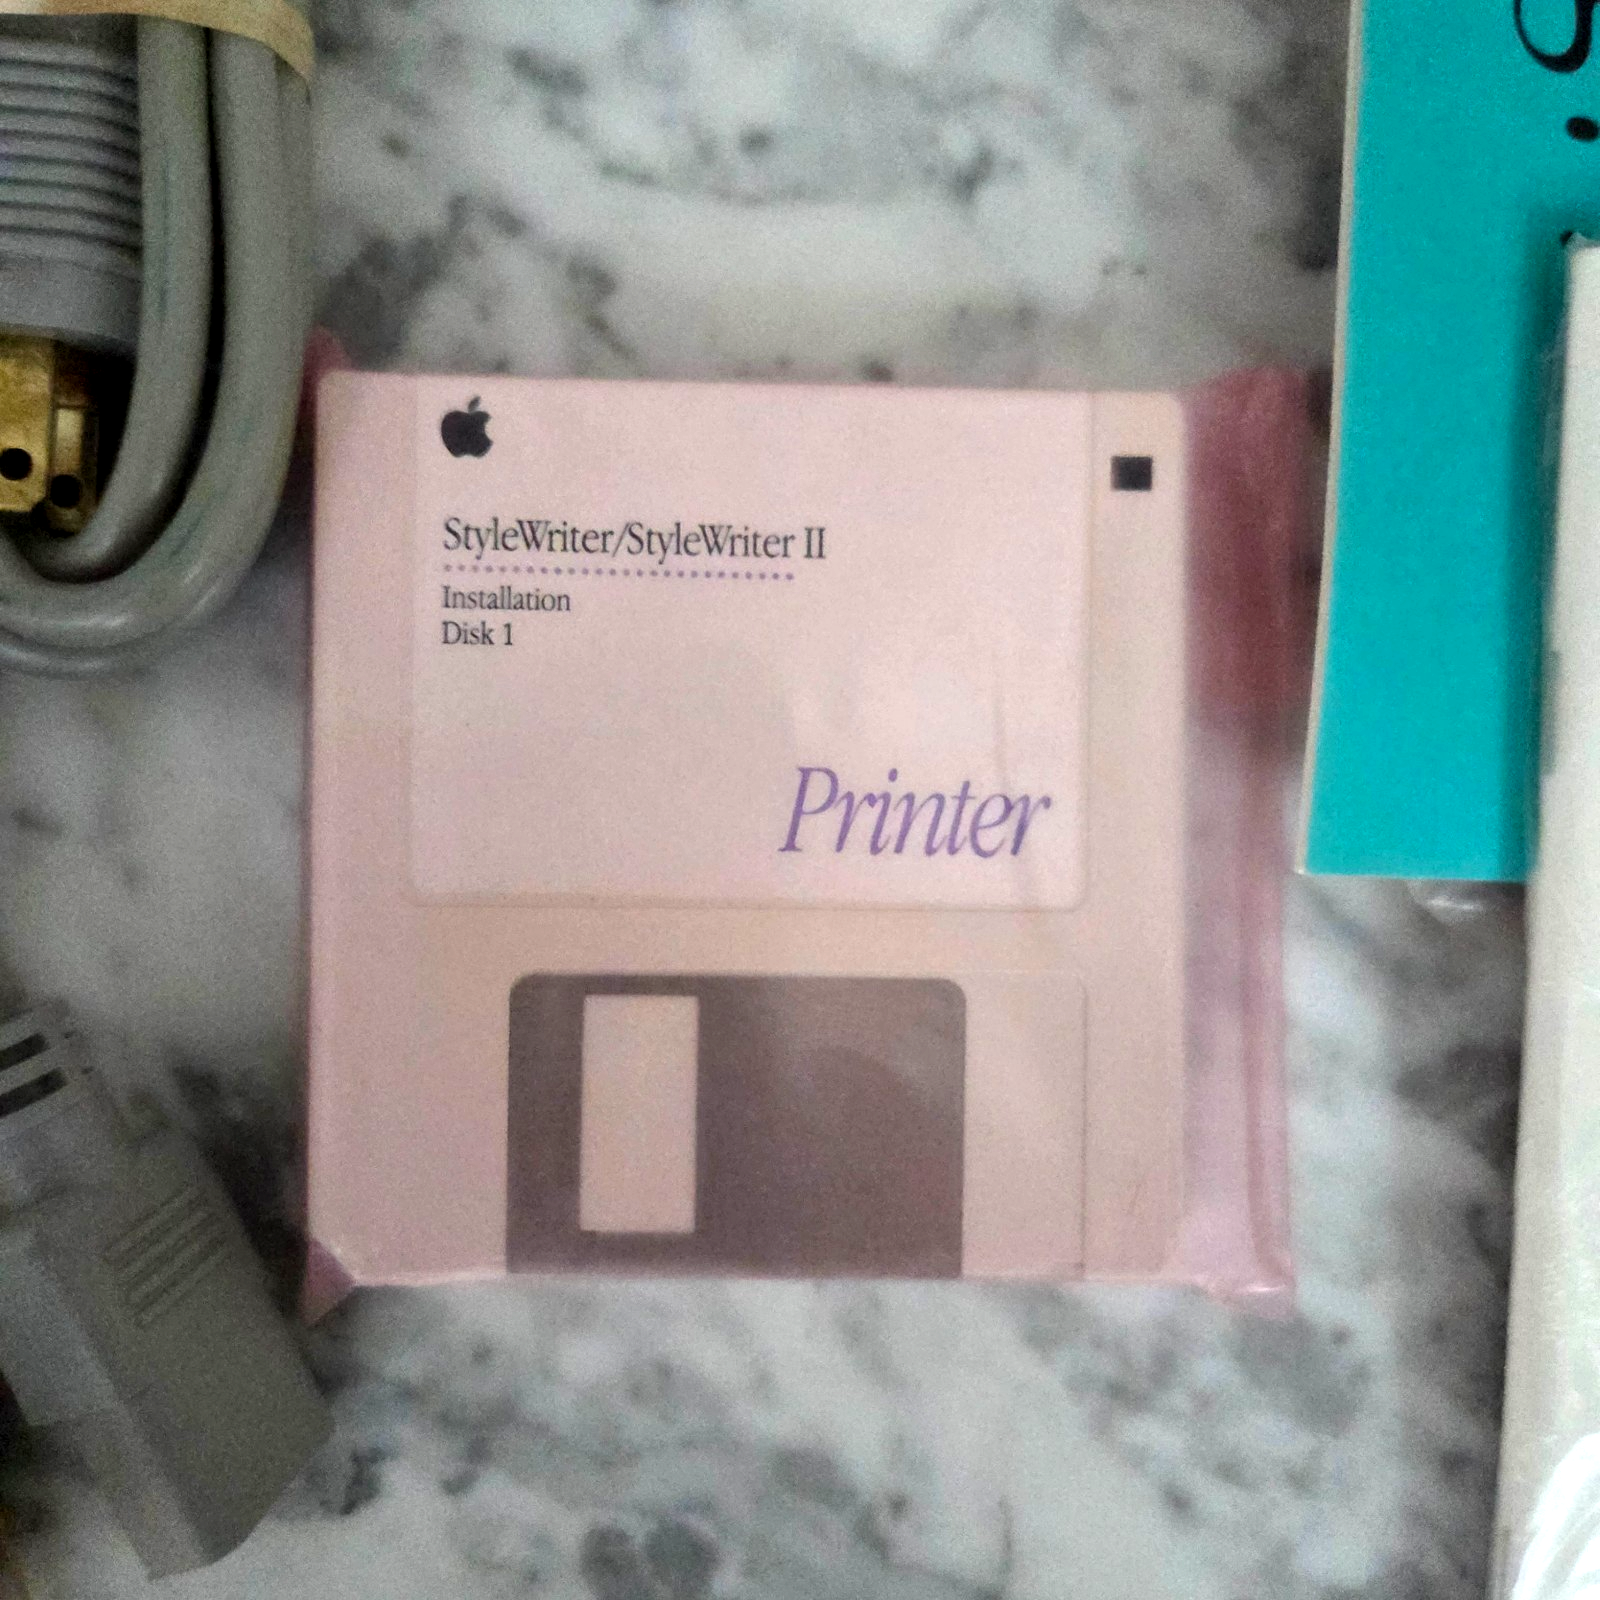 StyleWriter/StyleWriter II
Installation
Disk 1
Printer